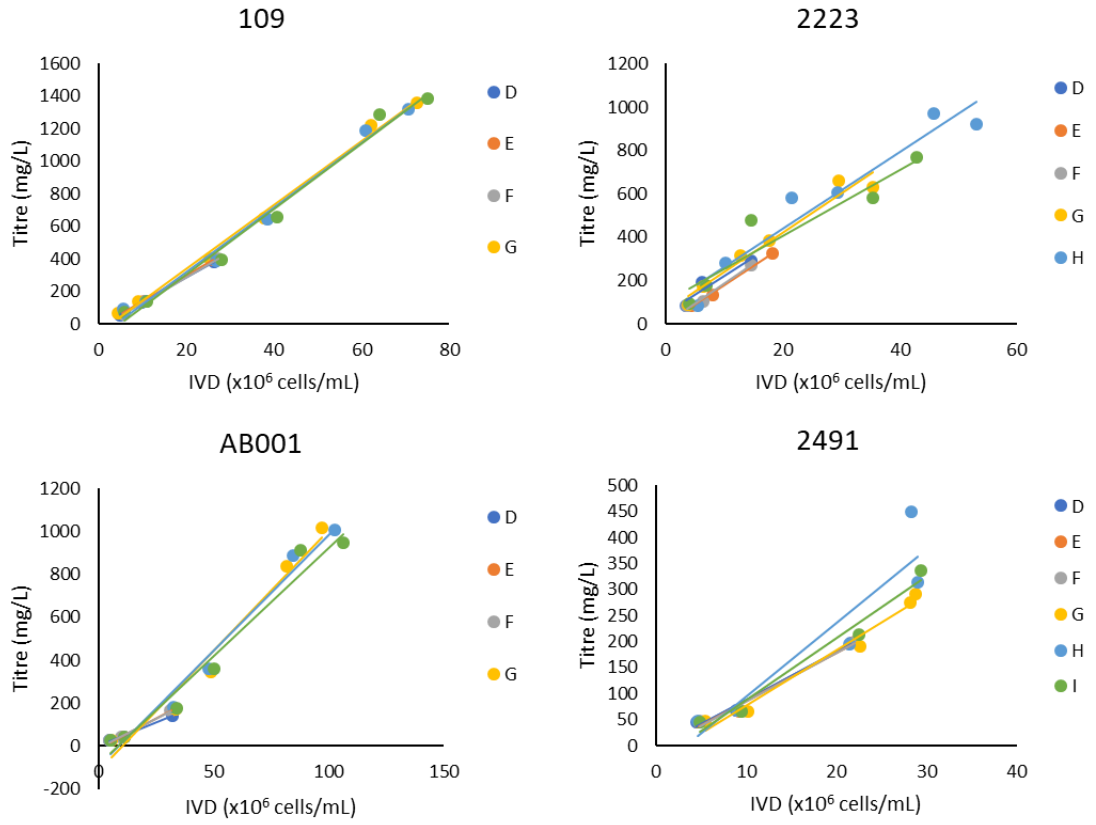 109
1600
1400
1200
1000
800
600
400
200
0
0 20 40 60 80
Titre (mg/L)
IVD (x10⁶ cells/mL)
D
E
F
G
2223
1200
1000
800
600
400
200
0
0 20 40 60
Titre (mg/L)
IVD (x10⁶ cells/mL)
D
E
F
G
H
AB001
1200
1000
800
600
400
200
0
-200
0 50 100 150
Titre (mg/L)
IVD (x10⁶ cells/mL)
D
E
F
G
2491
500
450
400
350
300
250
200
150
100
50
0
0 10 20 30 40
Titre (mg/L)
IVD (x10⁶ cells/mL)
D
E
F
G
H
I